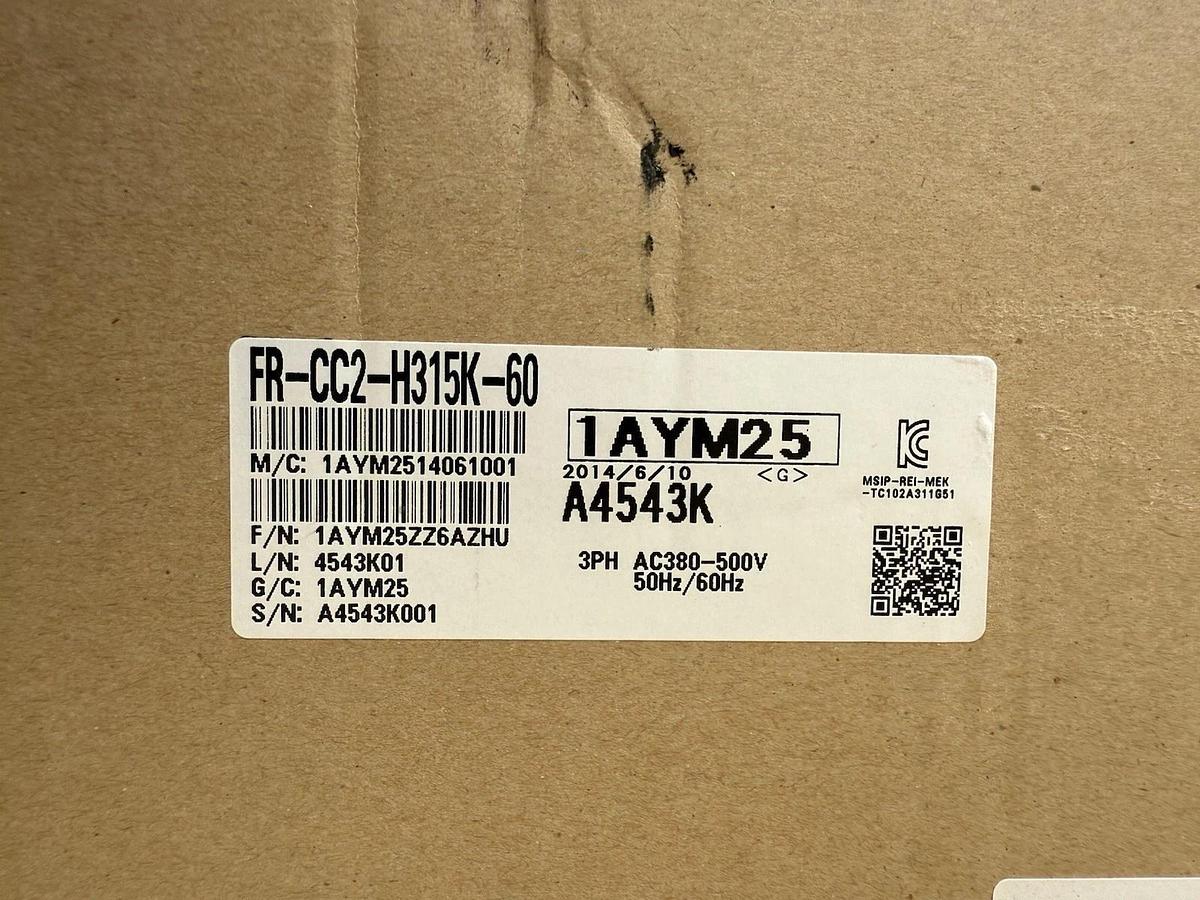 FR-CC2-H315K-60
M/C: 1AYM2514061001
F/N: 1AYM25ZZ6AZHU
L/N: 4543K01
G/C: 1AYM25
S/N: A4543K001
1AYM25
2014/6/10 <G>
A4543K
3PH AC380-500V
50Hz/60Hz
MSIP-REI-MEK
-TC102A311G51